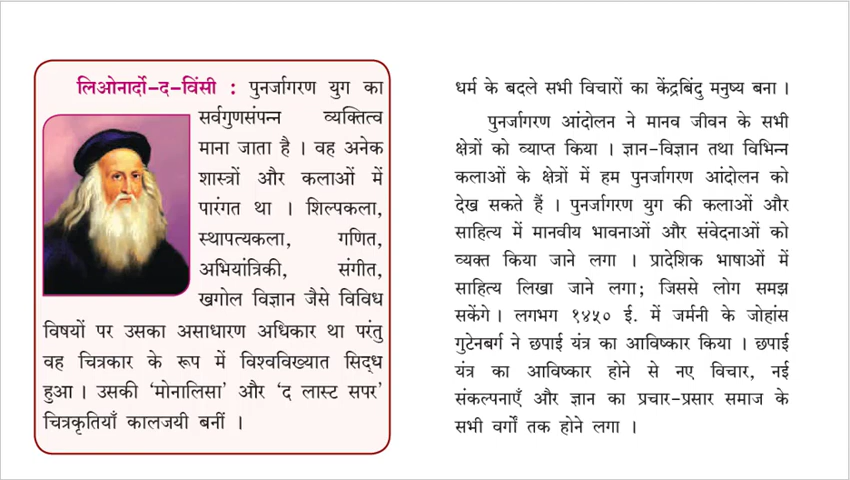 लिओनार्दो-द-विंसी : पुनर्जागरण युग का
सर्वगुणसंपन्न व्यक्तित्व
माना जाता है । वह अनेक
शास्त्रों और कलाओं में
पारंगत था । शिल्पकला,
स्थापत्यकला, गणित,
अभियांत्रिकी, संगीत,
खगोल विज्ञान जैसे विविध
विषयों पर उसका असाधारण अधिकार था परंतु
वह चित्रकार के रूप में विश्वविख्यात सिद्ध
हुआ । उसकी ‘मोनालिसा’ और ‘द लास्ट सपर’
चित्रकृतियाँ कालजयी बनीं ।
धर्म के बदले सभी विचारों का केंद्रबिंदु मनुष्य बना ।
पुनर्जागरण आंदोलन ने मानव जीवन के सभी
क्षेत्रों को व्याप्त किया । ज्ञान-विज्ञान तथा विभिन्न
कलाओं के क्षेत्रों में हम पुनर्जागरण आंदोलन को
देख सकते हैं । पुनर्जागरण युग की कलाओं और
साहित्य में मानवीय भावनाओं और संवेदनाओं को
व्यक्त किया जाने लगा । प्रादेशिक भाषाओं में
साहित्य लिखा जाने लगा; जिससे लोग समझ
सकेंगे । लगभग १४५० ई. में जर्मनी के जोहांस
गुटेनबर्ग ने छपाई यंत्र का आविष्कार किया । छपाई
यंत्र का आविष्कार होने से नए विचार, नई
संकल्पनाएँ और ज्ञान का प्रचार-प्रसार समाज के
सभी वर्गों तक होने लगा ।